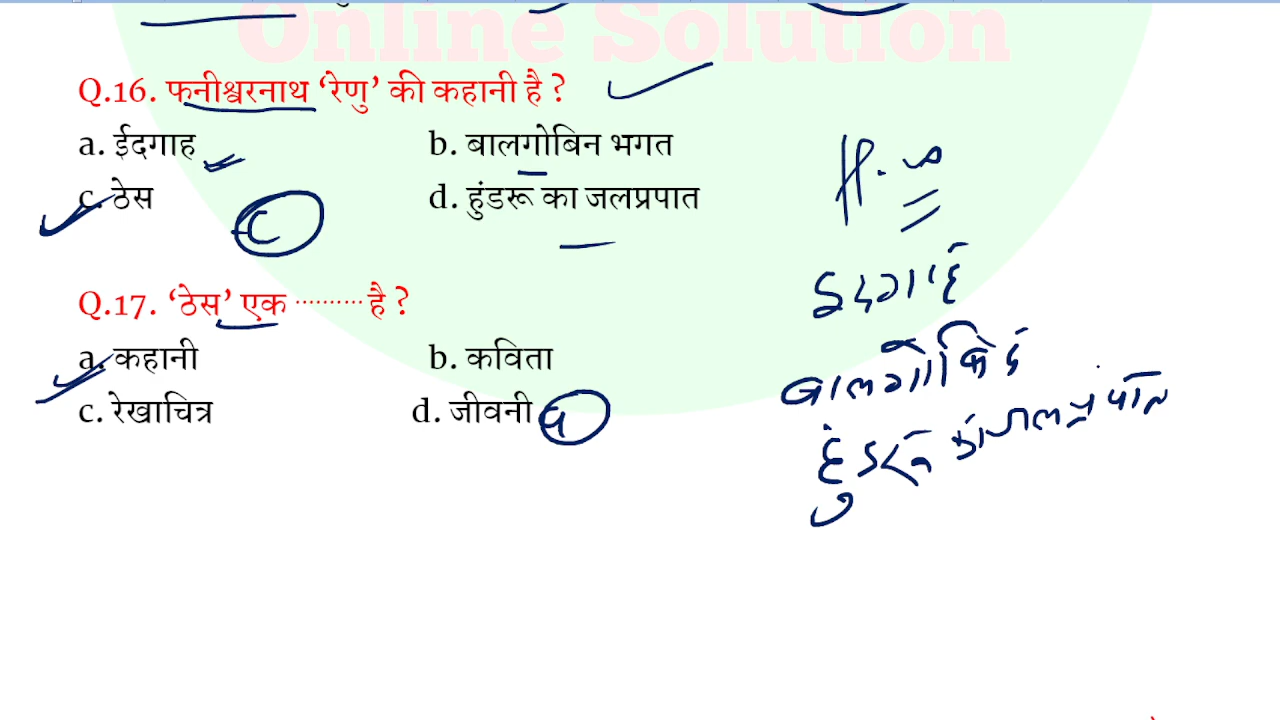 Online Solution
Q.16. फनीश्वरनाथ ‘रेणु’ की कहानी है ?
a. ईदगाह b. बालगोबिन भगत
c. ठेस d. हुंडरू का जलप्रपात
C
Q.17. ‘ठेस’ एक ·········· है ?
a. कहानी b. कविता
c. रेखाचित्र d. जीवनी